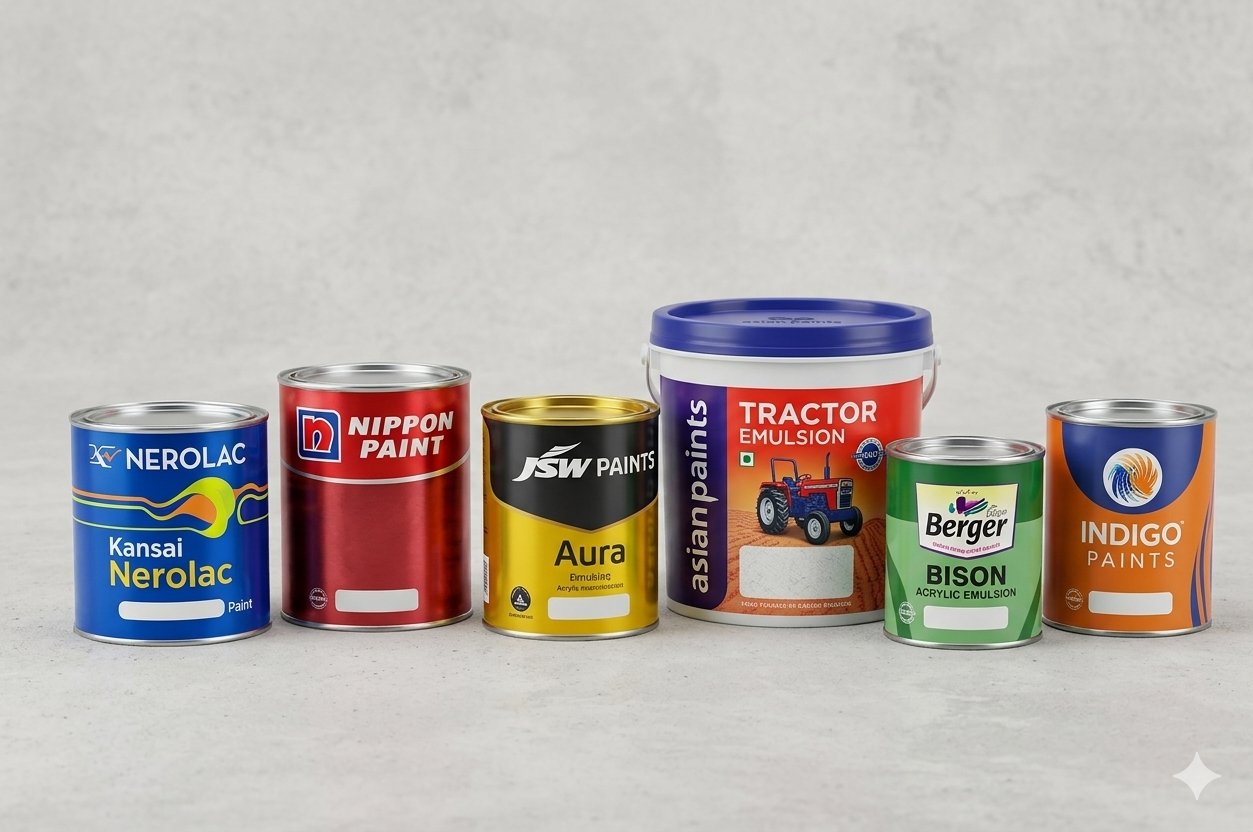 NEROLAC
Kansai
Nerolac
Paint
n
NIPPON
PAINT
JSW PAINTS
Aura
asianpaints
asian paints
TRACTOR
EMULSION
Berger
BISON
ACRYLIC EMULSION
INDIGO
PAINTS